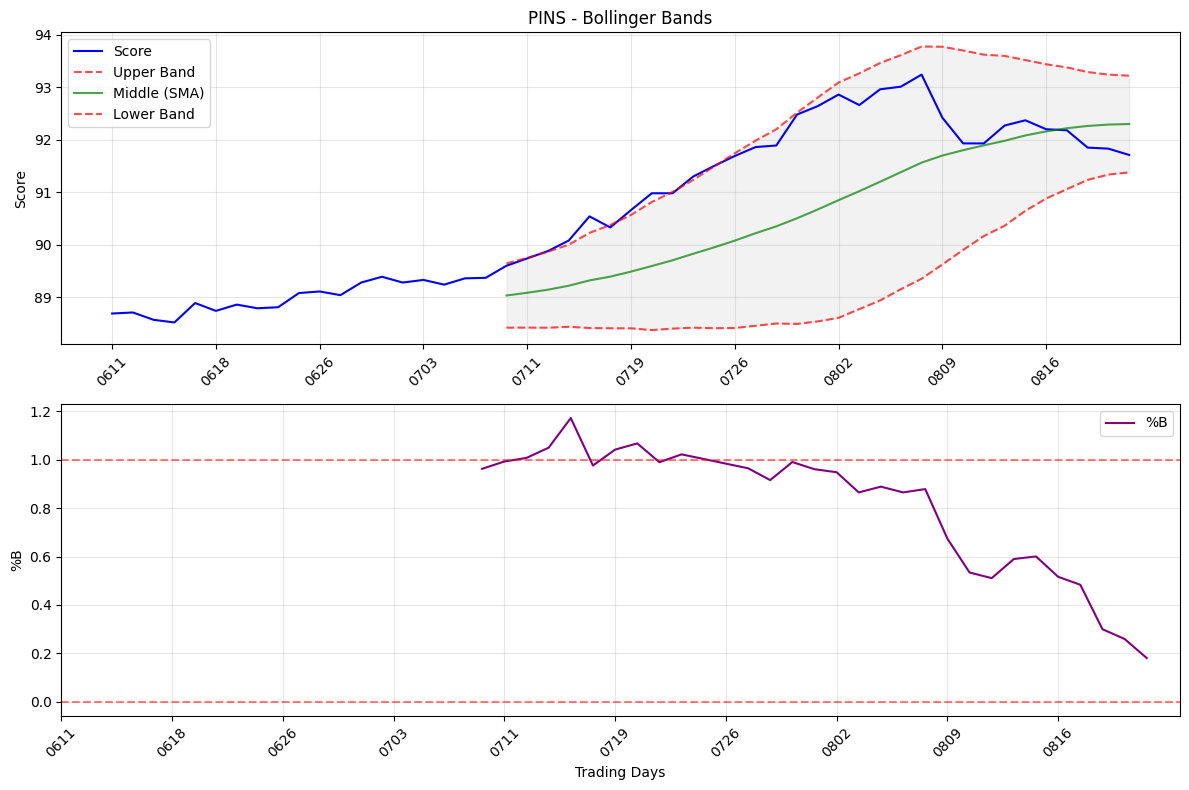 PINS - Bollinger Bands
Score
Upper Band
Middle (SMA)
Lower Band
Score
94
93
92
91
90
89
0611 0618 0626 0703 0711 0719 0726 0802 0809 0816
%B
%B
1.2
1.0
0.8
0.6
0.4
0.2
0.0
0611 0618 0626 0703 0711 0719 0726 0802 0809 0816
Trading Days